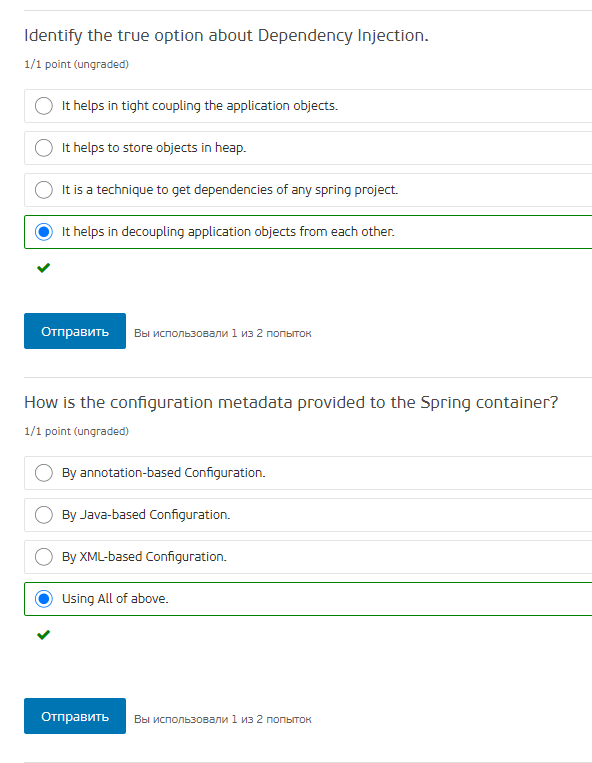 Identify the true option about Dependency Injection.
1/1 point (ungraded)
It helps in tight coupling the application objects.
It helps to store objects in heap.
It is a technique to get dependencies of any spring project.
It helps in decoupling application objects from each other.
Отправить
Вы использовали 1 из 2 попыток
How is the configuration metadata provided to the Spring container?
1/1 point (ungraded)
By annotation-based Configuration.
By Java-based Configuration.
By XML-based Configuration.
Using All of above.
Отправить
Вы использовали 1 из 2 попыток